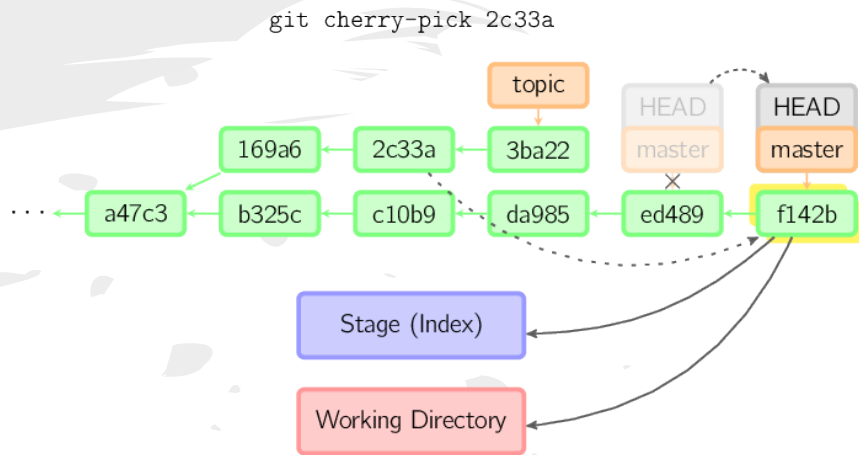 git cherry-pick 2c33a
topic
HEAD
HEAD
169a6
2c33a
3ba22
master
master
...
a47c3
b325c
c10b9
da985
ed489
f142b
Stage (Index)
Working Directory